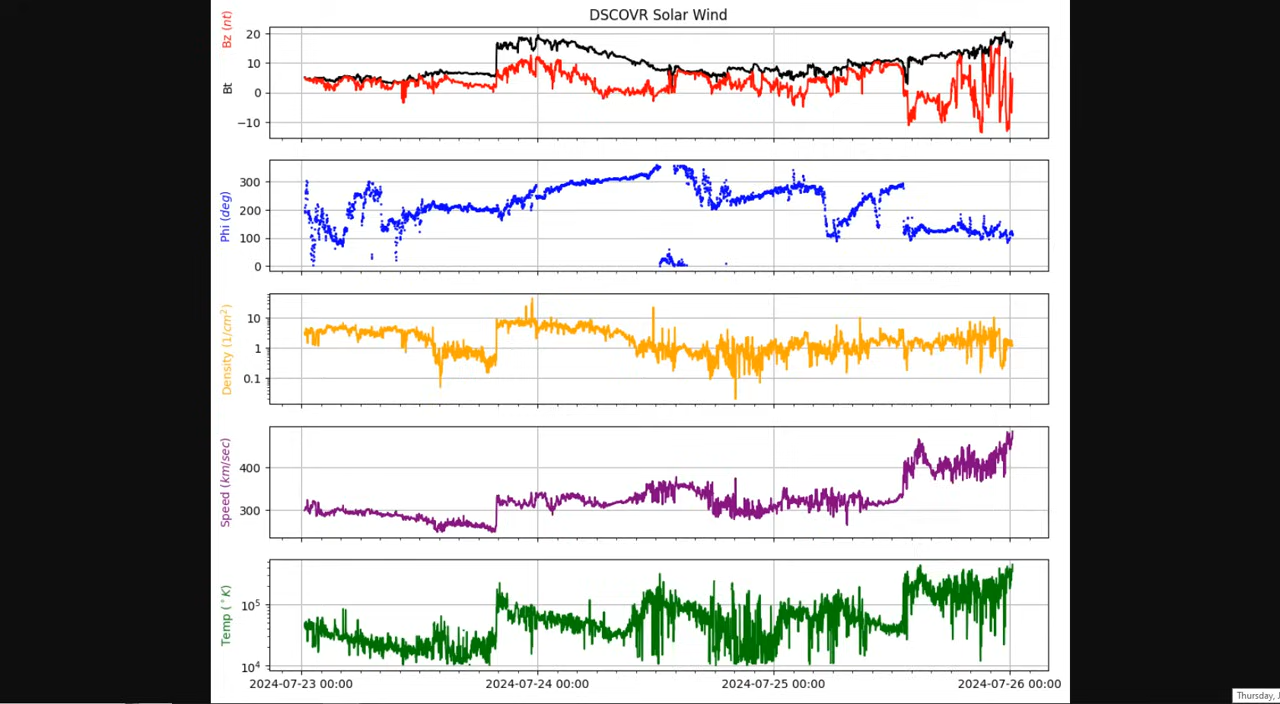 DSCOVR Solar Wind
Bt Bz (nt)
20
10
0
−10
Phi (deg)
300
200
100
0
Density (1/cm²)
10
1
0.1
Speed (km/sec)
400
300
Temp (°K)
10⁵
10⁴
2024-07-23 00:00 2024-07-24 00:00 2024-07-25 00:00 2024-07-26 00:00
Thursday,